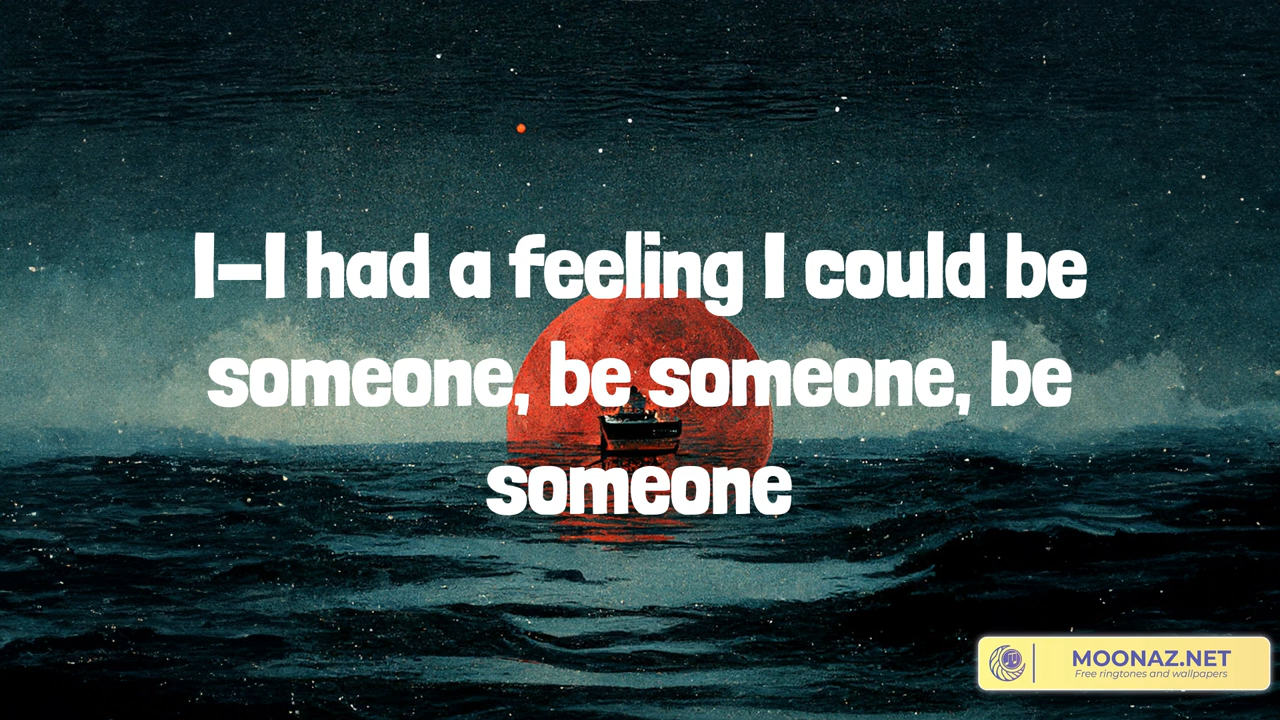 I-I had a feeling I could be
someone, be someone, be
someone
MOONAZ.NET
Free ringtones and wallpapers